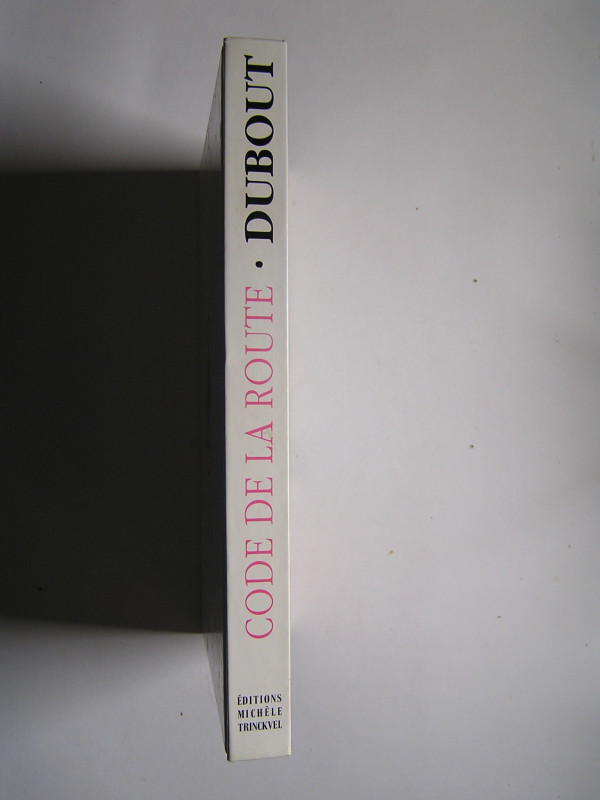 CODE DE LA ROUTE • DUBOUT
ÉDITIONS
MICHÈLE
TRINCKVEL